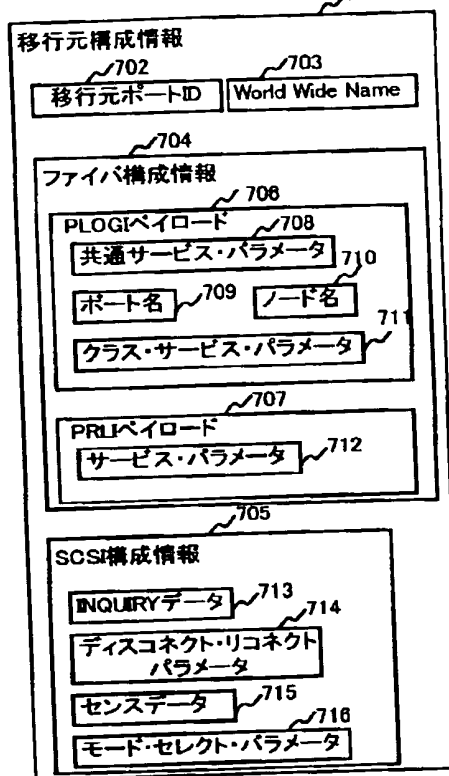 移行元構成情報
702 703
移行元ポートID World Wide Name
704
ファイバ構成情報
706
PLOGIペイロード 708
共通サービス・パラメータ 710
ポート名 709 ノード名
711
クラス・サービス・パラメータ
707
PRLIペイロード
サービス・パラメータ 712
705
SCSI構成情報
INQUIRYデータ 713
714
ディスコネクト・リコネクト
パラメータ
センスデータ 715
716
モード・セレクト・パラメータ